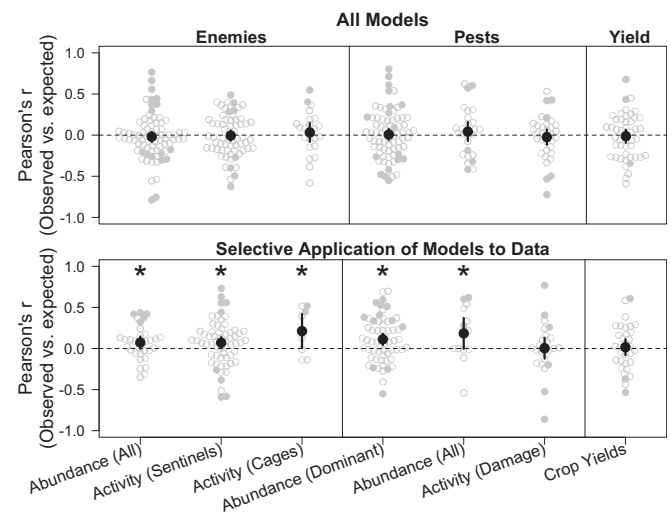 All Models
Enemies Pests Yield
Pearson's r
(Observed vs. expected)
1.0
0.5
0.0
-0.5
-1.0
Selective Application of Models to Data
Pearson's r
(Observed vs. expected)
1.0
0.5
0.0
-0.5
-1.0
* * * * *
Abundance (All)
Activity (Sentinels)
Activity (Cages)
Abundance (Dominant)
Abundance (All)
Activity (Damage)
Crop Yields